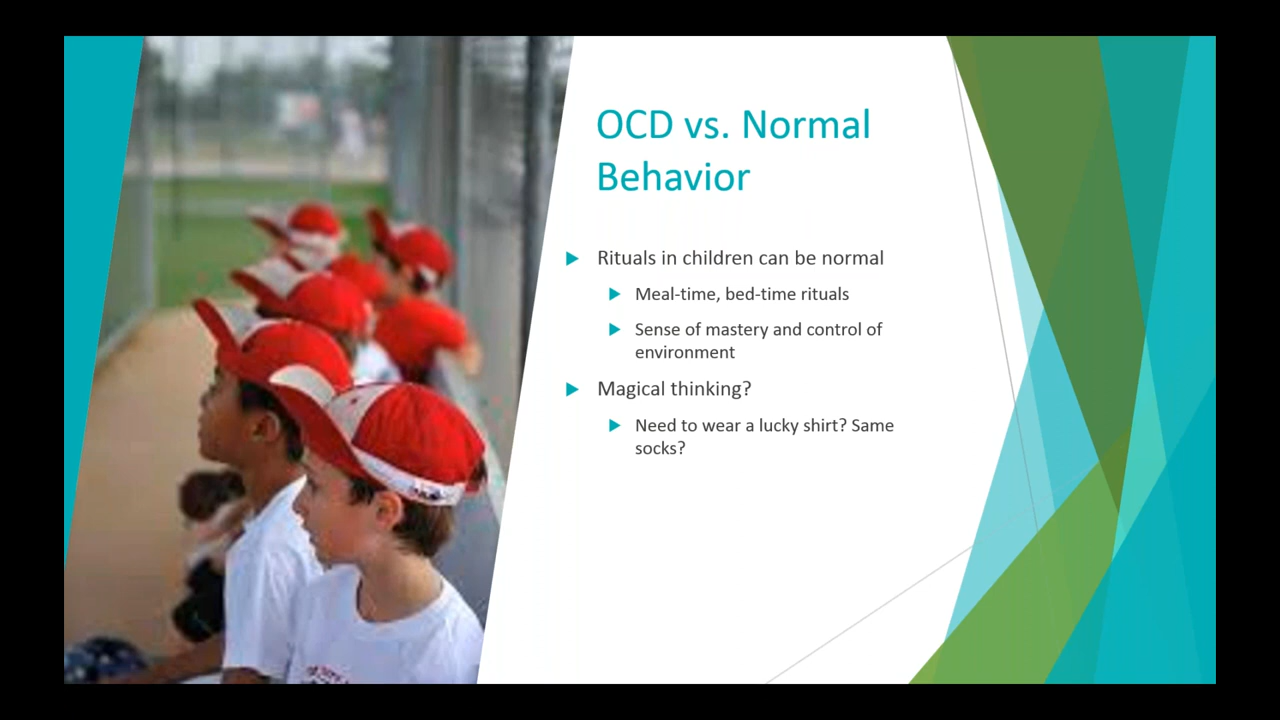 OCD vs. Normal
Behavior
Rituals in children can be normal
Meal-time, bed-time rituals
Sense of mastery and control of
environment
Magical thinking?
Need to wear a lucky shirt? Same
socks?